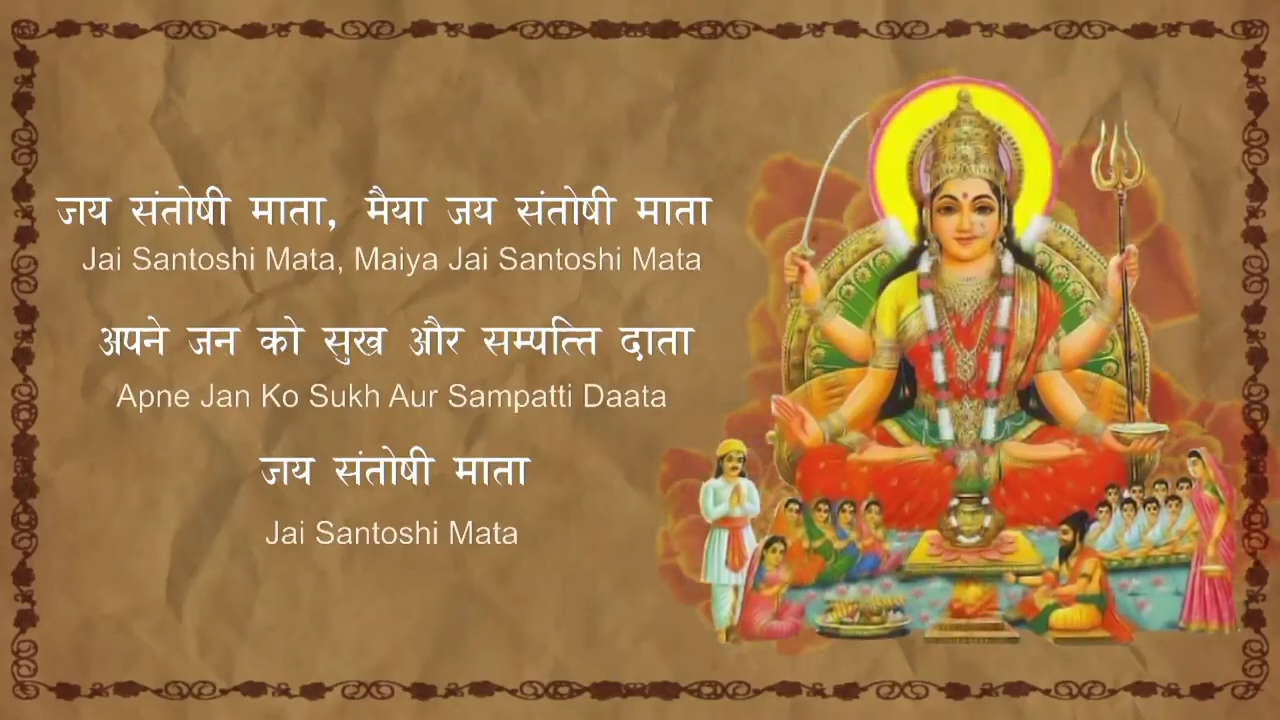 जय संतोषी माता, मैया जय संतोषी माता
Jai Santoshi Mata, Maiya Jai Santoshi Mata
अपने जन को सुख और सम्पत्ति दाता
Apne Jan Ko Sukh Aur Sampatti Daata
जय संतोषी माता
Jai Santoshi Mata